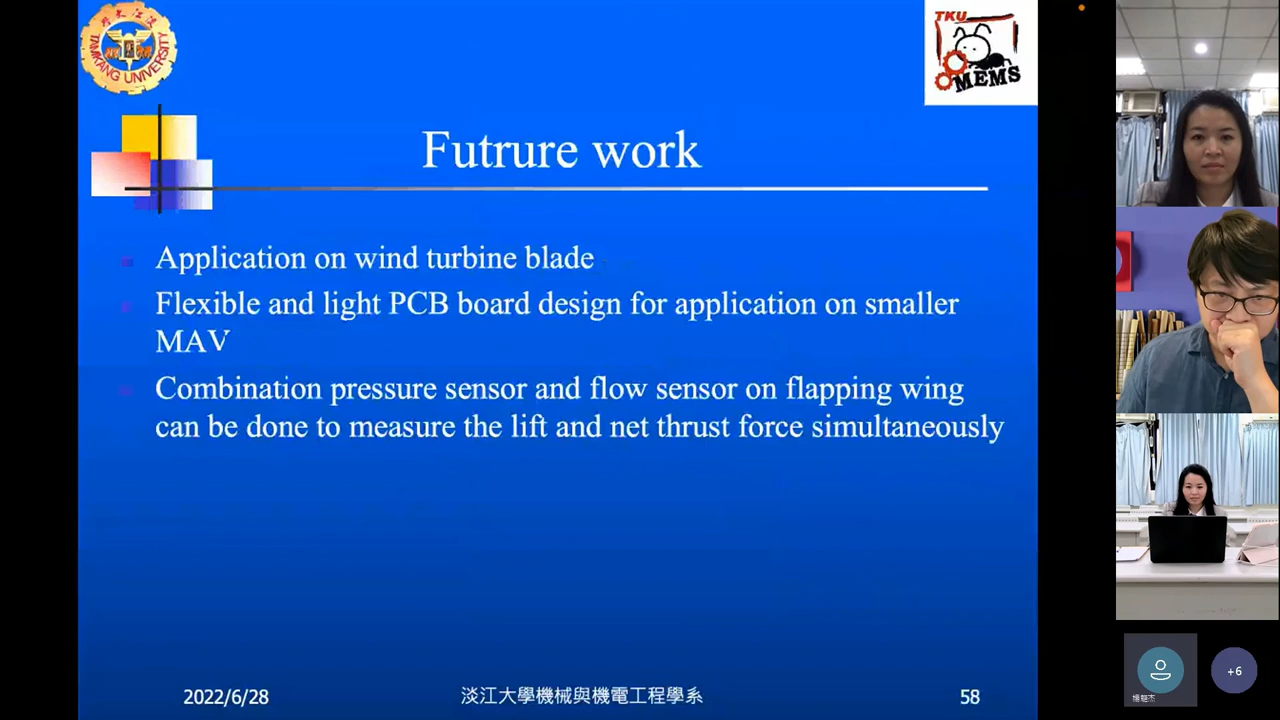 TAMKANG UNIVERSITY
TKU
MEMS
Futrure work
Application on wind turbine blade
Flexible and light PCB board design for application on smaller
MAV
Combination pressure sensor and flow sensor on flapping wing
can be done to measure the lift and net thrust force simultaneously
2022/6/28
淡江大學機械與機電工程學系
58
+6